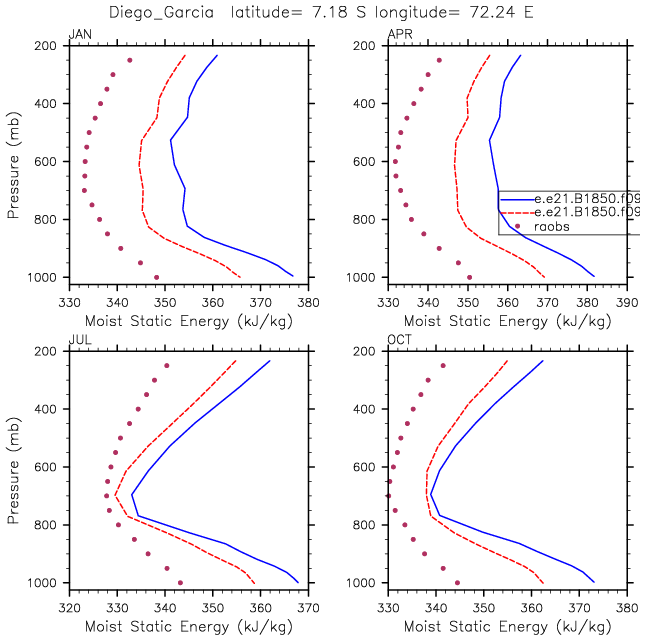 Diego_Garcia latitude= 7.18 S longitude= 72.24 E
JAN
200
400
600
800
1000
Pressure (mb)
330 340 350 360 370 380
Moist Static Energy (kJ/kg)
APR
200
400
600
800
1000
330 340 350 360 370 380 390
Moist Static Energy (kJ/kg)
e.e21.B1850.f09
e.e21.B1850.f09
raobs
JUL
200
400
600
800
1000
Pressure (mb)
320 330 340 350 360 370
Moist Static Energy (kJ/kg)
OCT
200
400
600
800
1000
330 340 350 360 370 380
Moist Static Energy (kJ/kg)